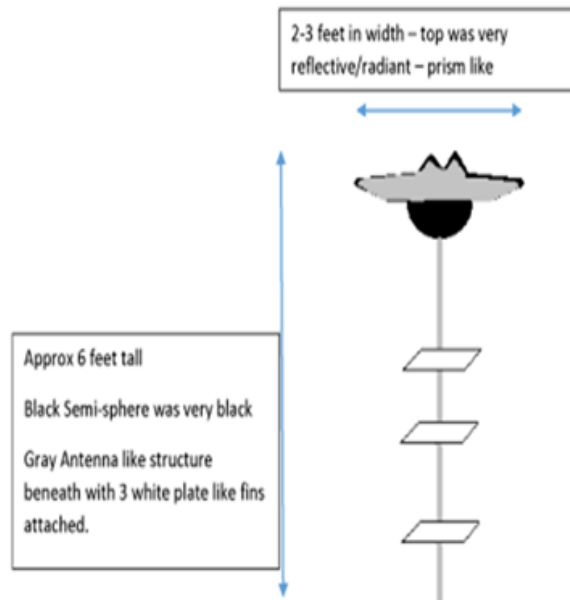 2-3 feet in width – top was very
reflective/radiant – prism like
Approx 6 feet tall
Black Semi-sphere was very black
Gray Antenna like structure
beneath with 3 white plate like fins
attached.